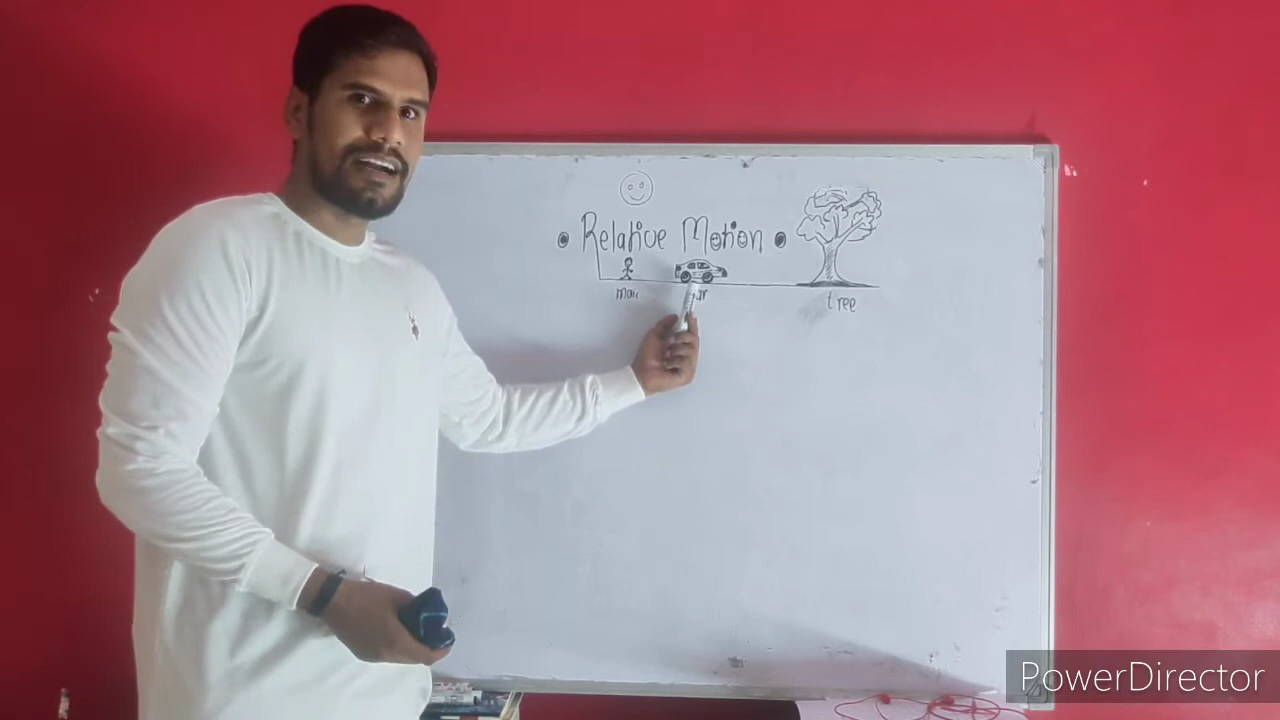 • Relative Motion •
man
tree
PowerDirector